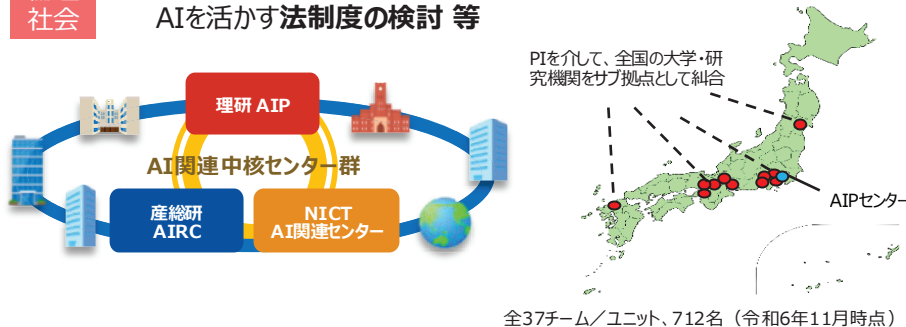 社会
AIを活かす法制度の検討 等
理研 AIP
AI関連中核センター群
産総研
AIRC
NICT
AI関連センター
PIを介して、全国の大学・研
究機関をサブ拠点として糾合
AIPセンター
全37チーム／ユニット、712名（令和6年11月時点）